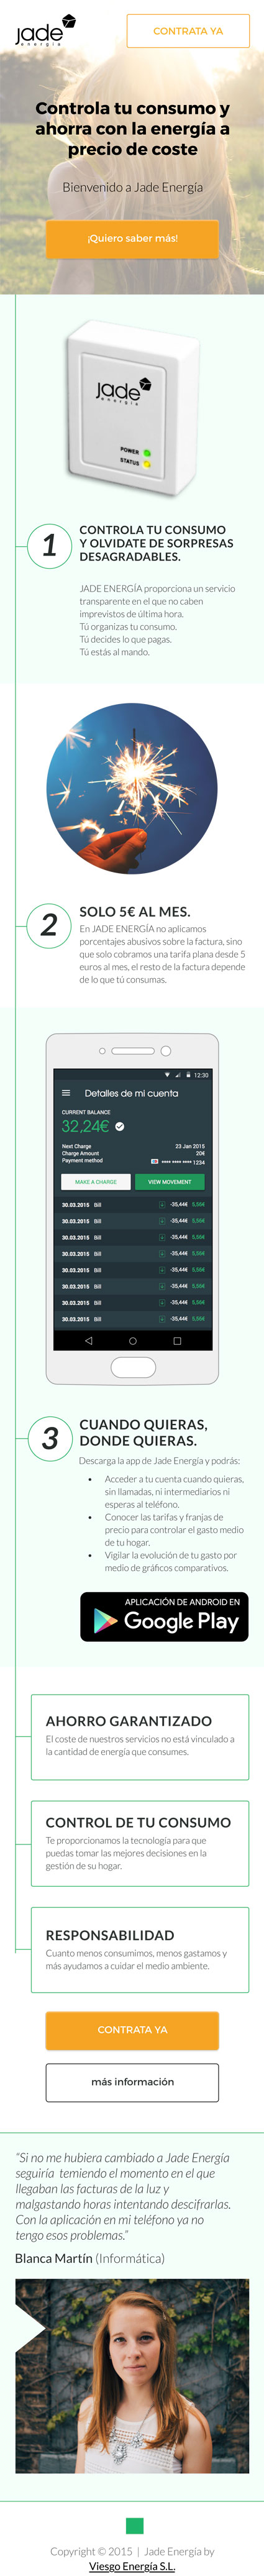 jade
energía
CONTRATA YA
Controla tu consumo y
ahorra con la energía a
precio de coste
Bienvenido a Jade Energía
¡Quiero saber más!
jade
energía
POWER
STATUS
1
CONTROLA TU CONSUMO
Y OLVIDATE DE SORPRESAS
DESAGRADABLES.
JADE ENERGÍA proporciona un servicio
transparente en el que no caben
imprevistos de última hora.
Tú organizas tu consumo.
Tú decides lo que pagas.
Tú estás al mando.
2
SOLO 5€ AL MES.
En JADE ENERGÍA no aplicamos
porcentajes abusivos sobre la factura, sino
que solo cobramos una tarifa plana desde 5
euros al mes, el resto de la factura depende
de lo que tú consumas.
12:30
Detalles de mi cuenta
CURRENT BALANCE
32,24€
Next Charge 23 Jan 2015
Charge Amount 20€
Payment method •••• •••• •••• 1234
MAKE A CHARGE VIEW MOVEMENT
30.03.2015 Bill -35,44€ 5,56€
30.03.2015 Bill -35,44€ 5,56€
30.03.2015 Bill -35,44€ 5,56€
30.03.2015 Bill -35,44€ 5,56€
30.03.2015 Bill -35,44€ 5,56€
30.03.2015 Bill -35,44€ 5,56€
30.03.2015 Bill -35,44€ 5,56€
30.03.2015 Bill -35,44€ 5,56€
3
CUANDO QUIERAS,
DONDE QUIERAS.
Descarga la app de Jade Energía y podrás:
• Acceder a tu cuenta cuando quieras,
sin llamadas, ni intermediarios ni
esperas al teléfono.
• Conocer las tarifas y franjas de
precio para controlar el gasto medio
de tu hogar.
• Vigilar la evolución de tu gasto por
medio de gráficos comparativos.
APLICACIÓN DE ANDROID EN
Google Play
AHORRO GARANTIZADO
El coste de nuestros servicios no está vinculado a
la cantidad de energía que consumes.
CONTROL DE TU CONSUMO
Te proporcionamos la tecnología para que
puedas tomar las mejores decisiones en la
gestión de su hogar.
RESPONSABILIDAD
Cuanto menos consumimos, menos gastamos y
más ayudamos a cuidar el medio ambiente.
CONTRATA YA
más información
"Si no me hubiera cambiado a Jade Energía
seguiría temiendo el momento en el que
llegaban las facturas de la luz y
malgastando horas intentando descifrarlas.
Con la aplicación en mi teléfono ya no
tengo esos problemas."
Blanca Martín (Informática)
Copyright © 2015 | Jade Energia by
Viesgo Energía S.L.